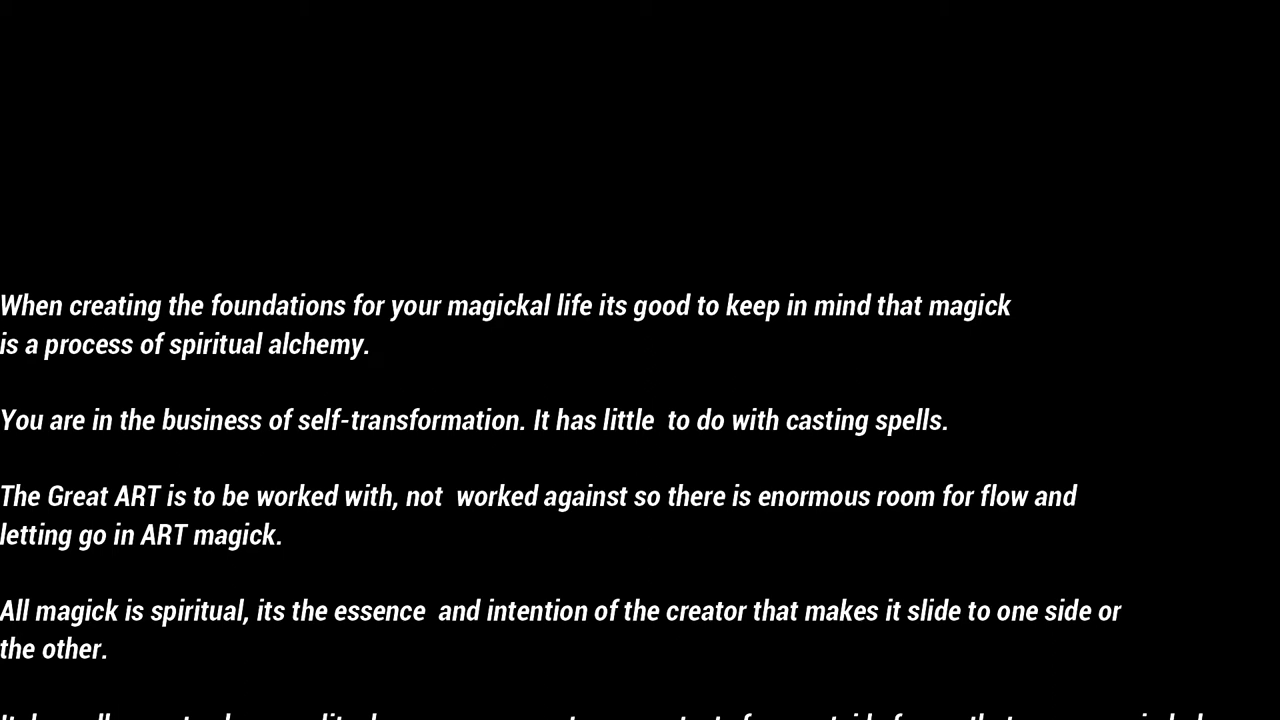 When creating the foundations for your magickal life its good to keep in mind that magick
is a process of spiritual alchemy.
You are in the business of self-transformation. It has little  to do with casting spells.
The Great ART is to be worked with, not  worked against so there is enormous room for flow and
letting go in ART magick.
All magick is spiritual, its the essence  and intention of the creator that makes it slide to one side or
the other.